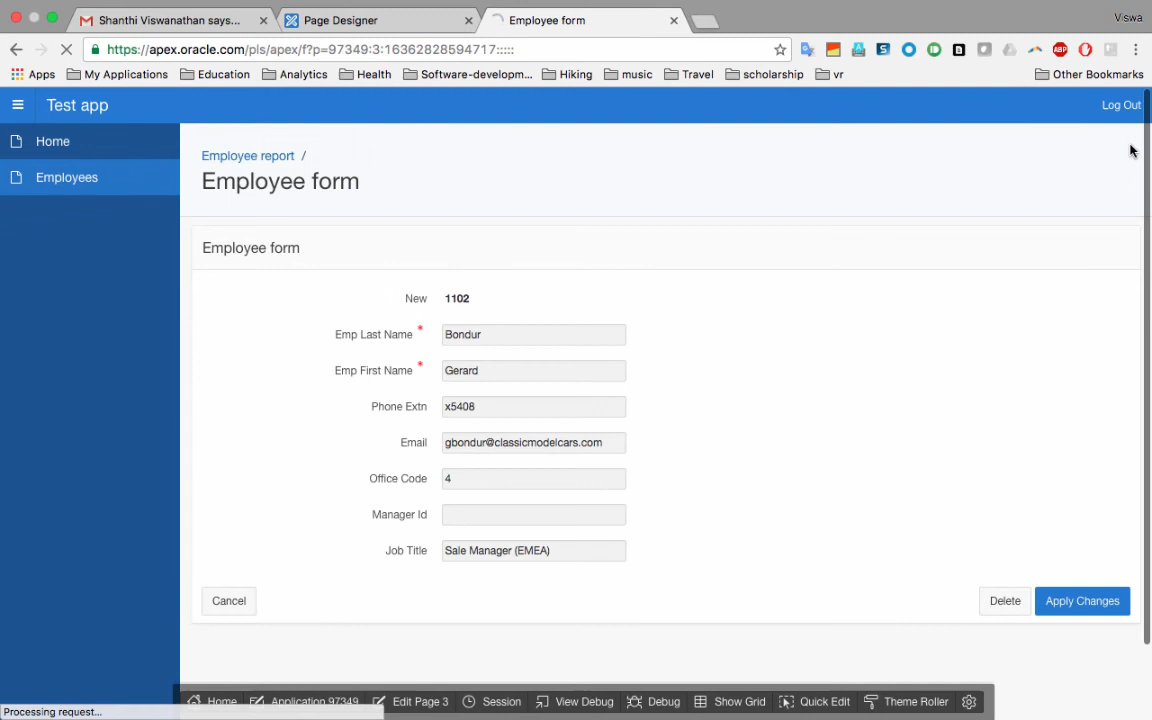 Shanthi Viswanathan says...
Page Designer
Employee form
Viswa
https://apex.oracle.com/pls/apex/f?p=97349:3:16362828594717:::::
Apps My Applications Education Analytics Health Software-developm... Hiking music Travel scholarship vr Other Bookmarks
Test app
Log Out
Home
Employees
Employee report /
Employee form
Employee form
New 1102
Emp Last Name * Bondur
Emp First Name * Gerard
Phone Extn x5408
Email gbondur@classicmodelcars.com
Office Code 4
Manager Id
Job Title Sale Manager (EMEA)
Cancel
Delete
Apply Changes
Home Application 97349 Edit Page 3 Session View Debug Debug Show Grid Quick Edit Theme Roller
Processing request...